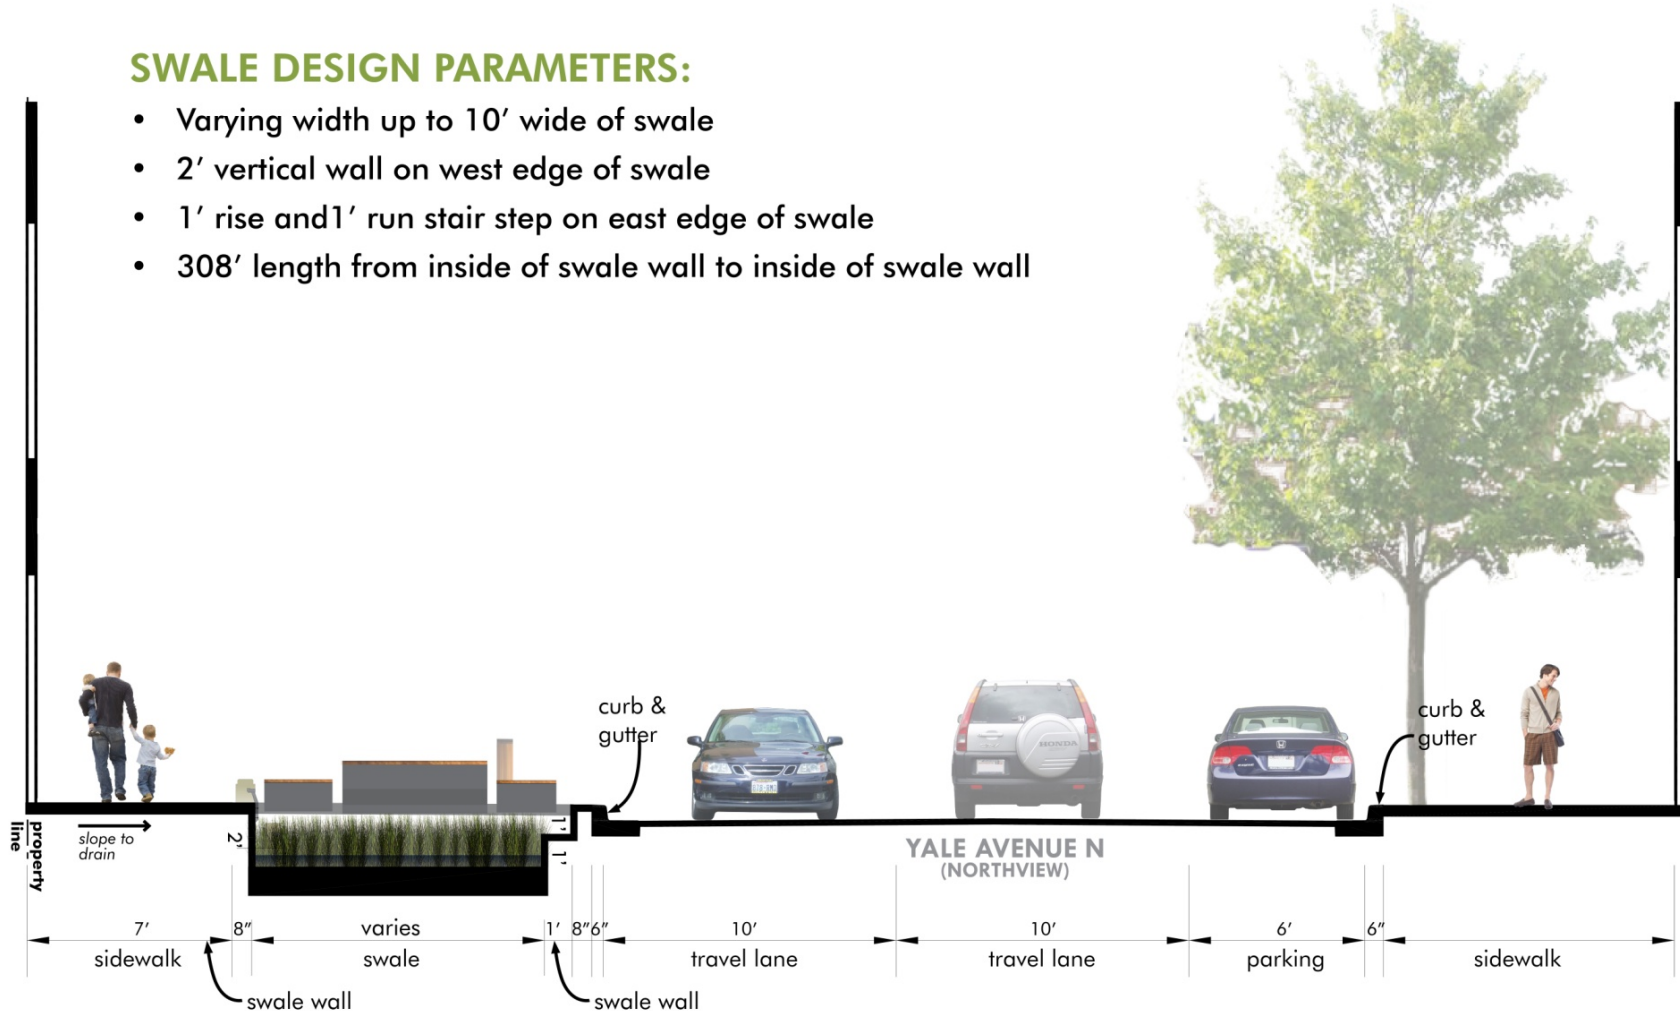 SWALE DESIGN PARAMETERS:
• Varying width up to 10’ wide of swale
• 2’ vertical wall on west edge of swale
• 1’ rise and1’ run stair step on east edge of swale
• 308’ length from inside of swale wall to inside of swale wall
curb &
gutter
HONDA
curb &
gutter
property
line
slope to
drain
2’
1’
1’
YALE AVENUE N
(NORTHVIEW)
7’
8”
varies
1’
8”
6”
10’
10’
6’
6”
sidewalk
swale
travel lane
travel lane
parking
sidewalk
swale wall
swale wall